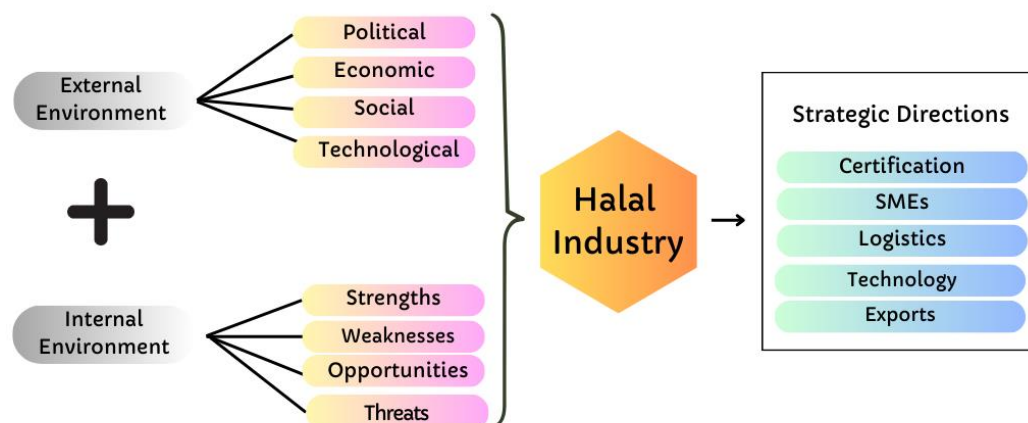 External
Environment
Political
Economic
Social
Technological
Internal
Environment
Strengths
Weaknesses
Opportunities
Threats
Halal
Industry
Strategic Directions
Certification
SMEs
Logistics
Technology
Exports